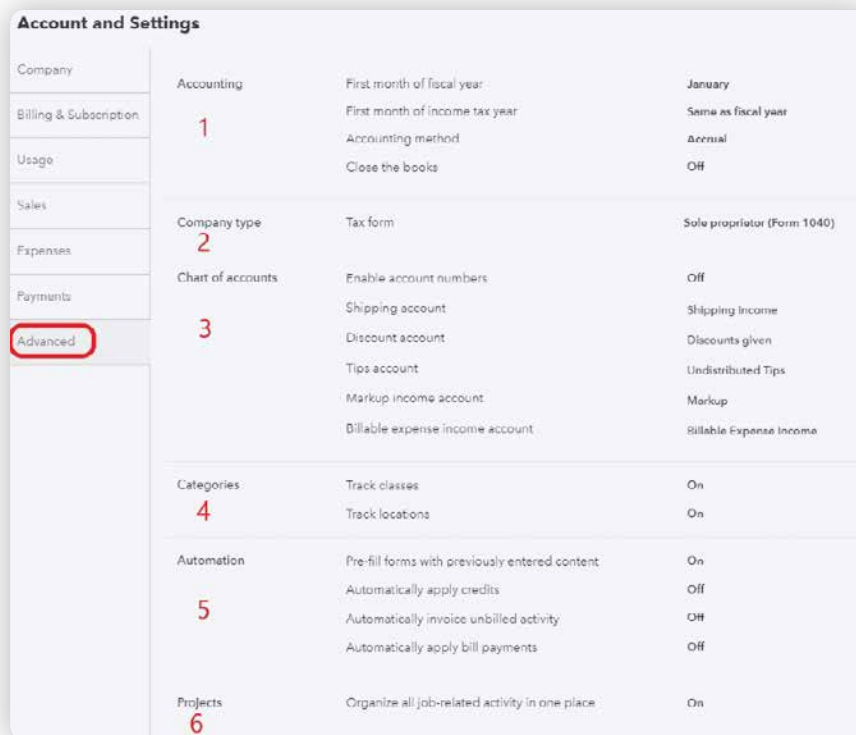 Account and Settings
Company
Billing & Subscription
Usage
Sales
Expenses
Payments
Advanced
Accounting
1
First month of fiscal year January
First month of income tax year Same as fiscal year
Accounting method Accrual
Close the books Off
Company type
2
Tax form Sole proprietor (Form 1040)
Chart of accounts
3
Enable account numbers Off
Shipping account Shipping Income
Discount account Discounts given
Tips account Undistributed Tips
Markup income account Markup
Billable expense income account Billable Expense Income
Categories
4
Track classes On
Track locations On
Automation
5
Pre-fill forms with previously entered content On
Automatically apply credits Off
Automatically invoice unbilled activity Off
Automatically apply bill payments Off
Projects
6
Organize all job-related activity in one place On